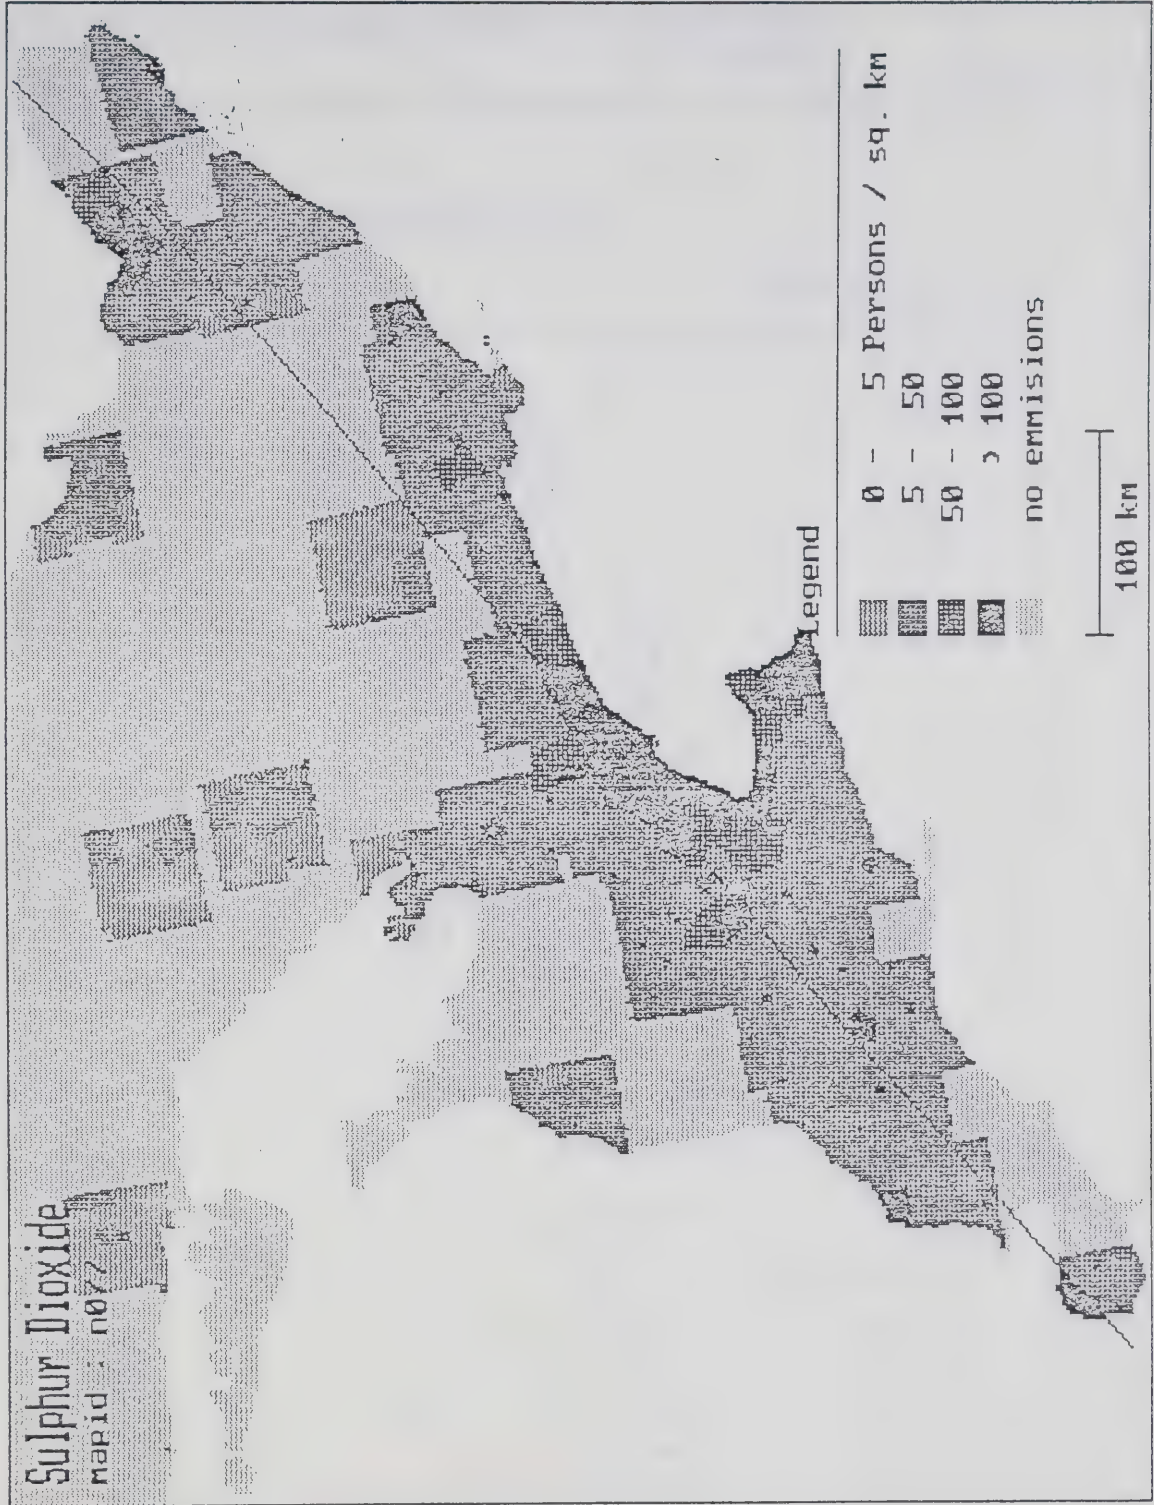 Sulphur Dioxide
mapid : n077
Legend
0 - 5 Persons / sq. km
5 - 50
50 - 100
> 100
no emmisions
100 km